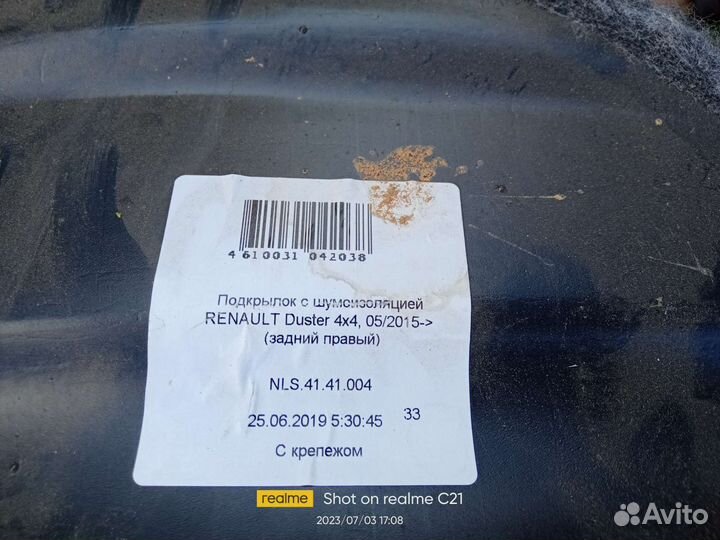 4 610031 042038
Подкрылок с шумоизоляцией
RENAULT Duster 4x4, 05/2015->
(задний правый)
NLS.41.41.004
25.06.2019 5:30:45 33
С крепежом
realme Shot on realme C21
2023/07/03 17:08
Avito